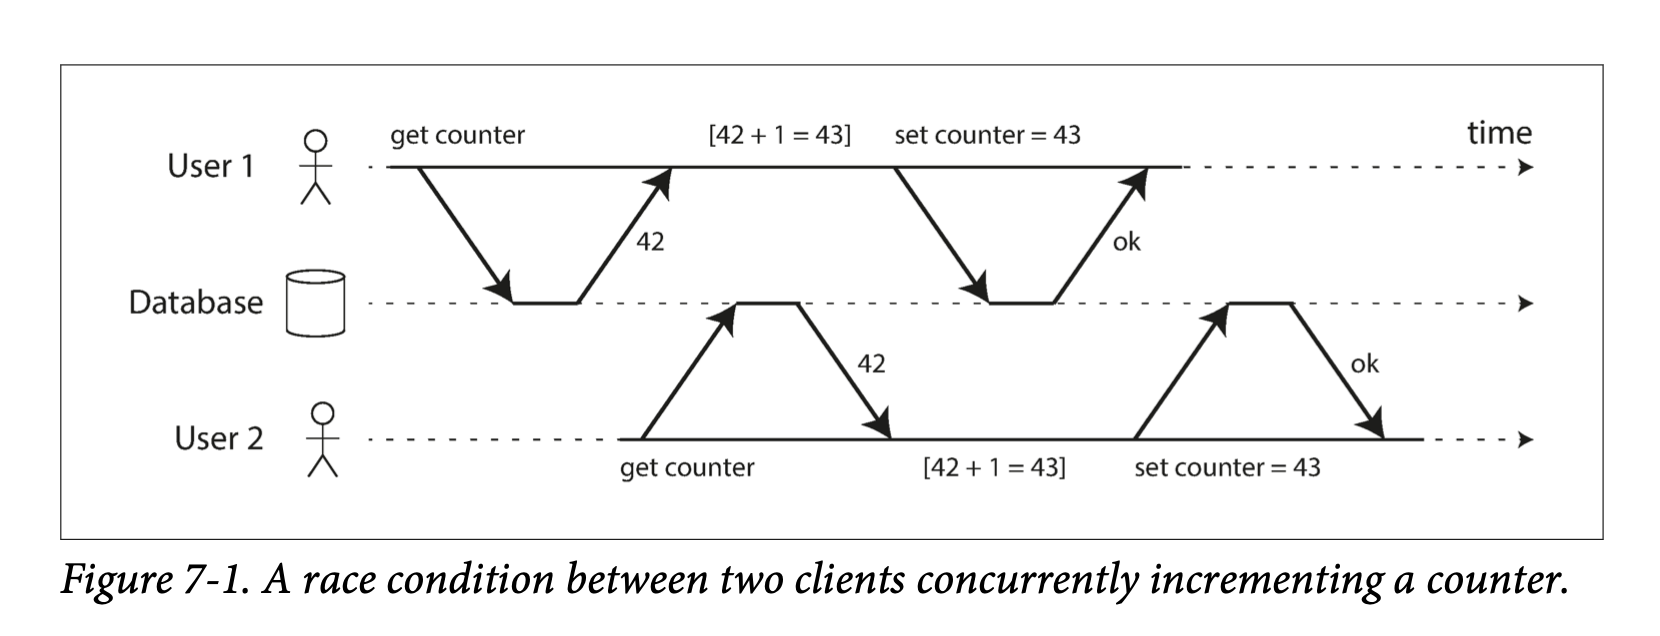 get counter [42 + 1 = 43] set counter = 43 time
User 1
42 ok
Database
42 ok
User 2
get counter [42 + 1 = 43] set counter = 43
Figure 7-1. A race condition between two clients concurrently incrementing a counter.